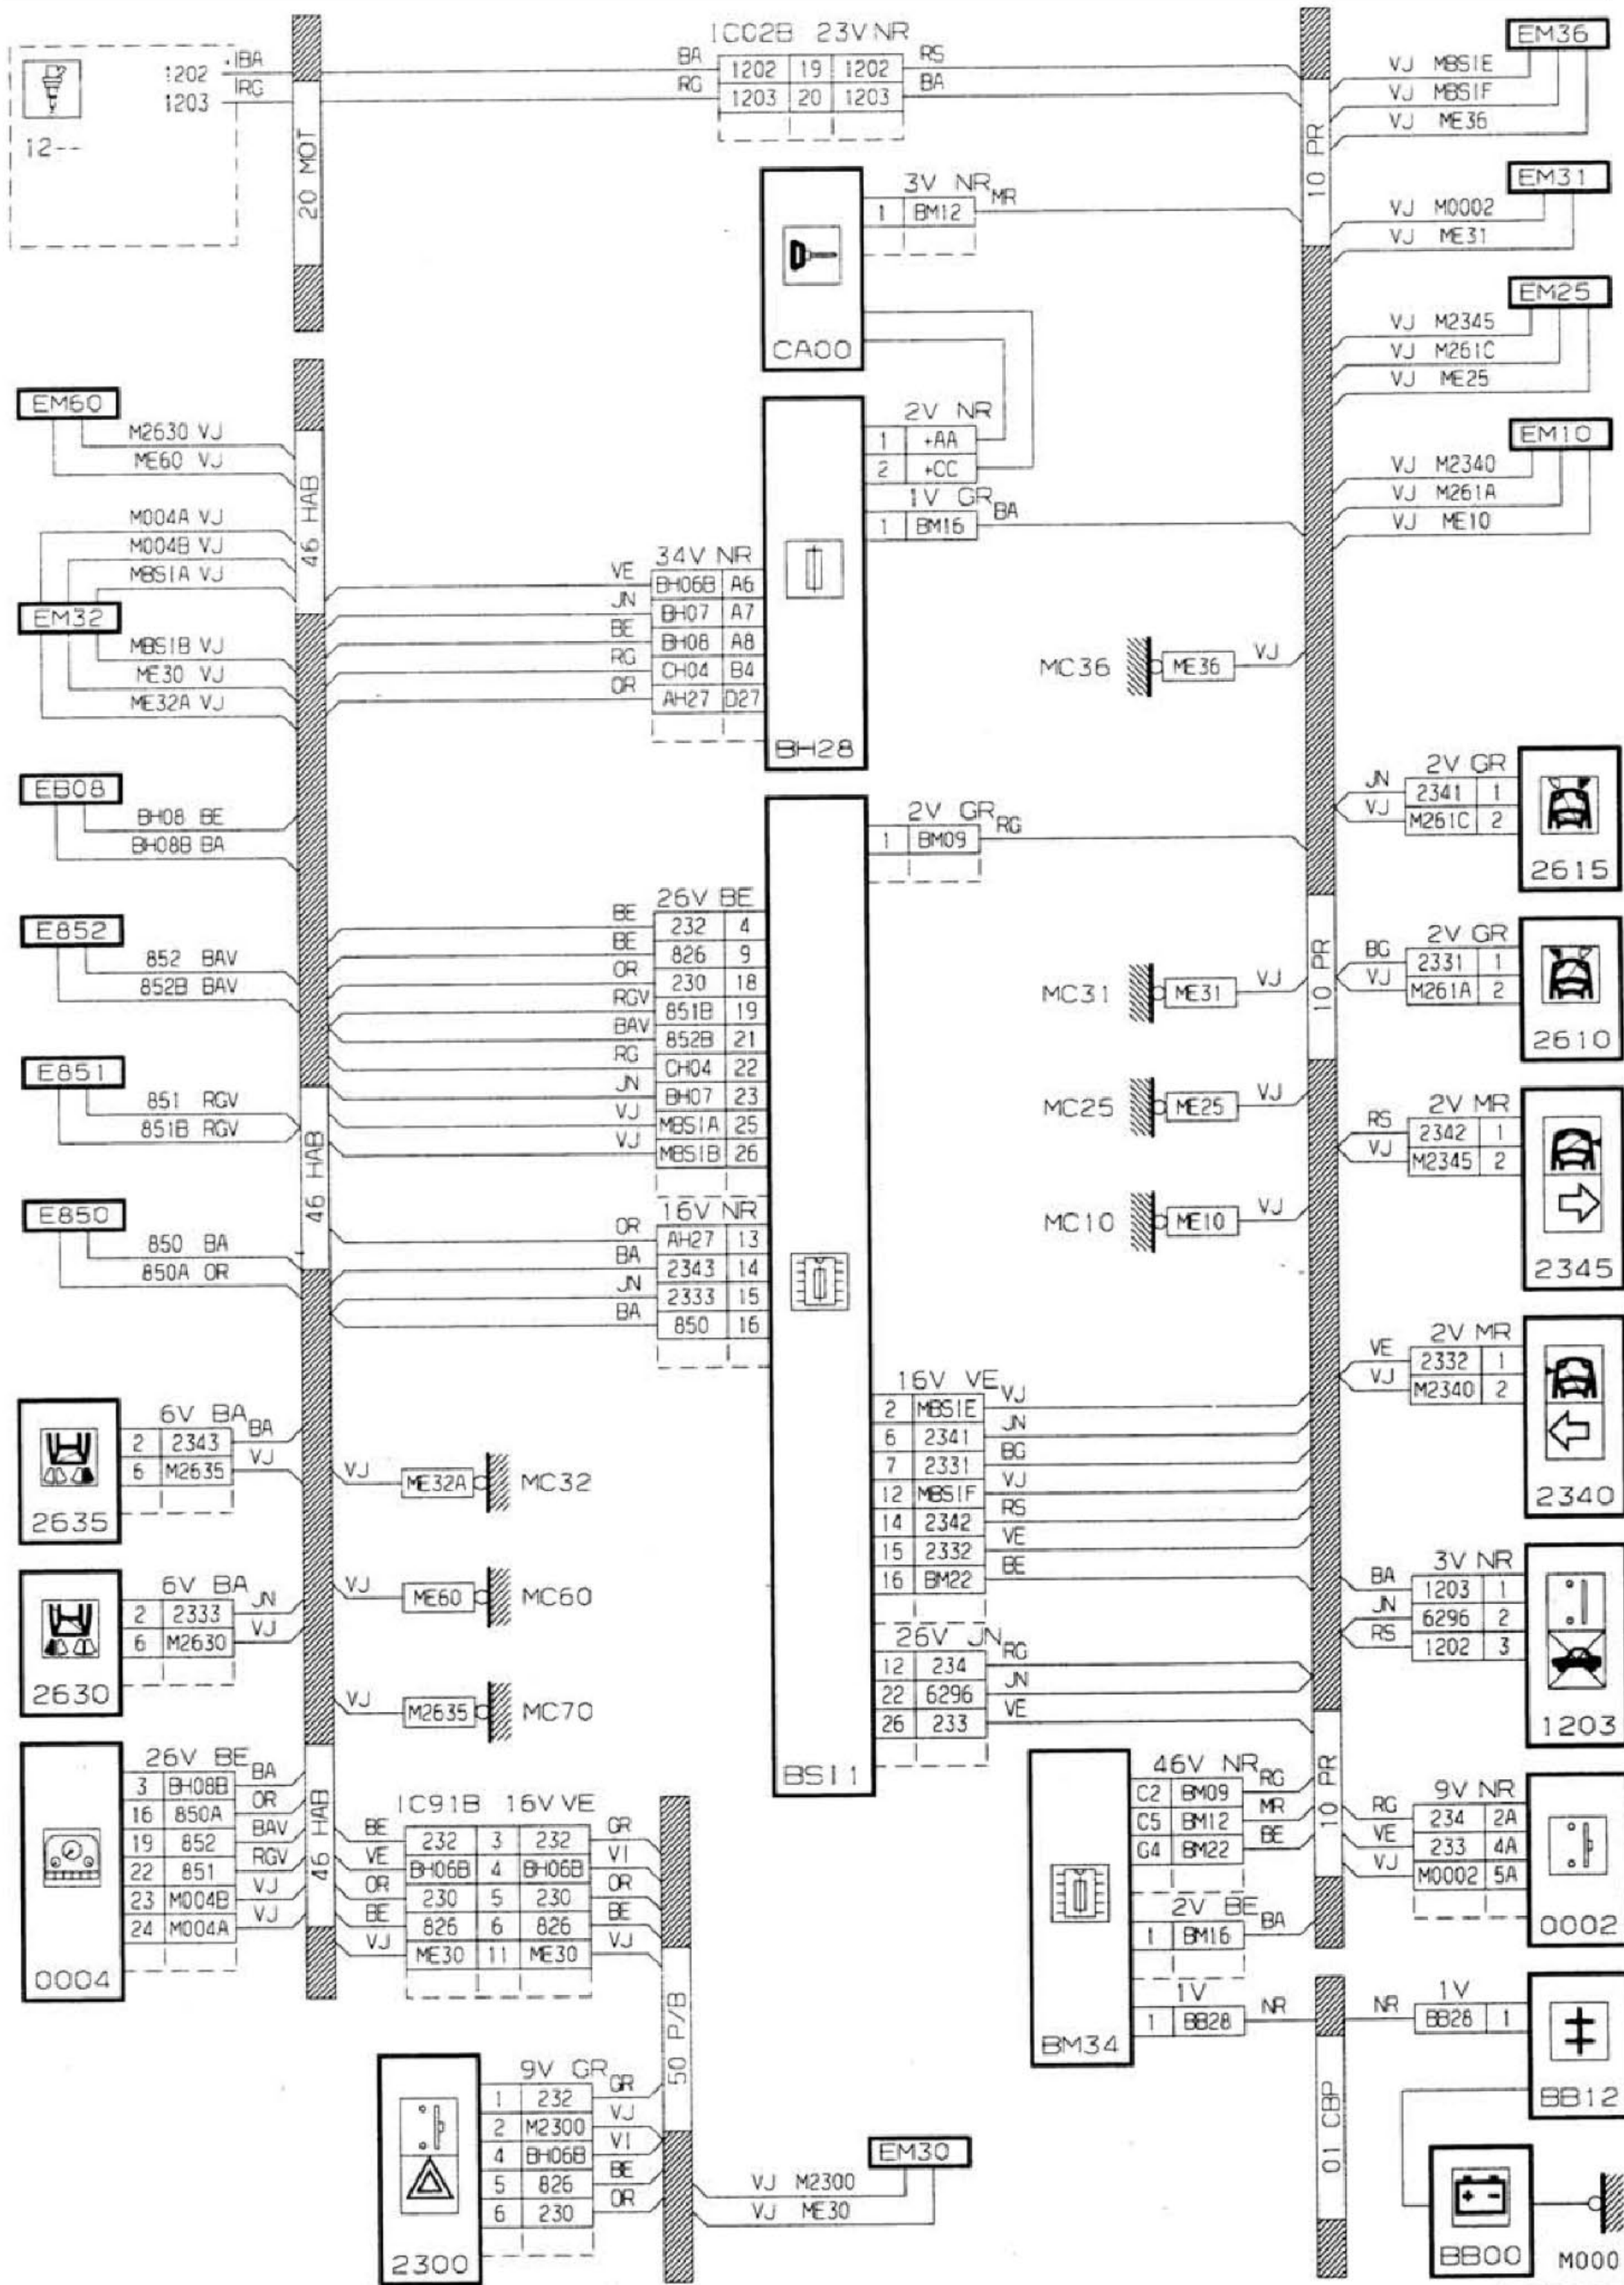 1202 BA
1203 RG
12--
20 MOT
1C02B 23V NR
BA 1202 19 1202 RS
RG 1203 20 1203 BA
10 PR
EM36
VJ MBS1E
VJ MBS1F
VJ ME36
3V NR
1 BM12 MR
CA00
EM31
VJ M0002
VJ ME31
EM25
VJ M2345
VJ M261C
VJ ME25
EM60
M2630 VJ
ME60 VJ
46 HAB
2V NR
1 +AA
2 +CC
1V GR
1 BM16 BA
EM10
VJ M2340
VJ M261A
VJ ME10
M004A VJ
M004B VJ
MBS1A VJ
EM32
MBS1B VJ
ME30 VJ
ME32A VJ
34V NR
VE BH06B A6
JN BH07 A7
BE BH08 A8
RG CH04 B4
OR AH27 D27
BH28
MC36 ME36 VJ
EB08
BH08 BE
BH08B BA
2V GR
1 BM09 RG
2V GR
JN 2341 1
VJ M261C 2
2615
E852
852 BAV
852B BAV
26V BE
BE 232 4
BE 826 9
OR 230 18
RGV 851B 19
BAV 852B 21
RG CH04 22
JN BH07 23
VJ MBS1A 25
VJ MBS1B 26
10 PR
2V GR
BG 2331 1
VJ M261A 2
2610
MC31 ME31 VJ
E851
851 RGV
851B RGV
46 HAB
MC25 ME25 VJ
2V MR
RS 2342 1
VJ M2345 2
2345
E850
850 BA
850A OR
16V NR
OR AH27 13
BA 2343 14
JN 2333 15
BA 850 16
MC10 ME10 VJ
2V MR
VE 2332 1
VJ M2340 2
2340
6V BA
2 2343 BA
6 M2635 VJ
2635
VJ ME32A MC32
16V VE
2 MBS1E VJ
6 2341 JN
7 2331 BG
12 MBS1F VJ
14 2342 RS
15 2332 VE
16 BM22 BE
6V BA
2 2333 JN
6 M2630 VJ
2630
VJ ME60 MC60
26V JN
12 234 RG
22 6296 JN
26 233 VE
BS11
3V NR
BA 1203 1
JN 6296 2
RS 1202 3
1203
VJ M2635 MC70
26V BE
3 BH08B BA
16 850A OR
19 852 BAV
22 851 RGV
23 M004B VJ
24 M004A VJ
0004
46 HAB
1C91B 16V VE
BE 232 3 232 GR
VE BH06B 4 BH06B VI
OR 230 5 230 OR
BE 826 6 826 BE
VJ ME30 11 ME30 VJ
50 P/B
46V NR
C2 BM09 RG
C5 BM12 MR
G4 BM22 BE
2V BE
1 BM16 BA
1V
1 BB28 NR
BM34
10 PR
9V NR
RG 234 2A
VE 233 4A
VJ M0002 5A
0002
1V
NR BB28 1
BB12
01 CBP
9V GR
1 232 GR
2 M2300 VJ
4 BH06B VI
5 826 BE
6 230 OR
2300
EM30
VJ M2300
VJ ME30
+ -
BB00
M000